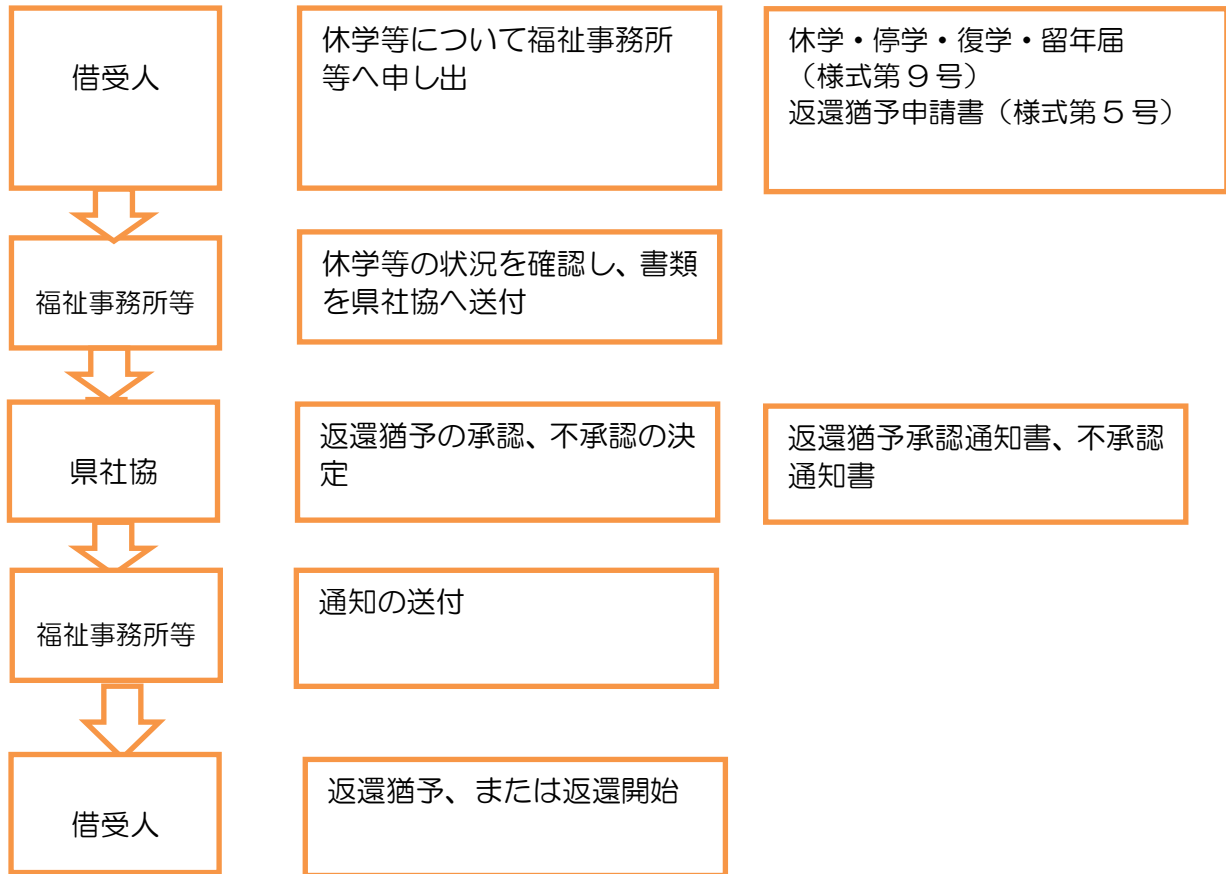 借受人
休学等について福祉事務所
等へ申し出
休学・停学・復学・留年届
（様式第９号）
返還猶予申請書（様式第５号）
福祉事務所等
休学等の状況を確認し、書類
を県社協へ送付
県社協
返還猶予の承認、不承認の決
定
返還猶予承認通知書、不承認
通知書
福祉事務所等
通知の送付
借受人
返還猶予、または返還開始